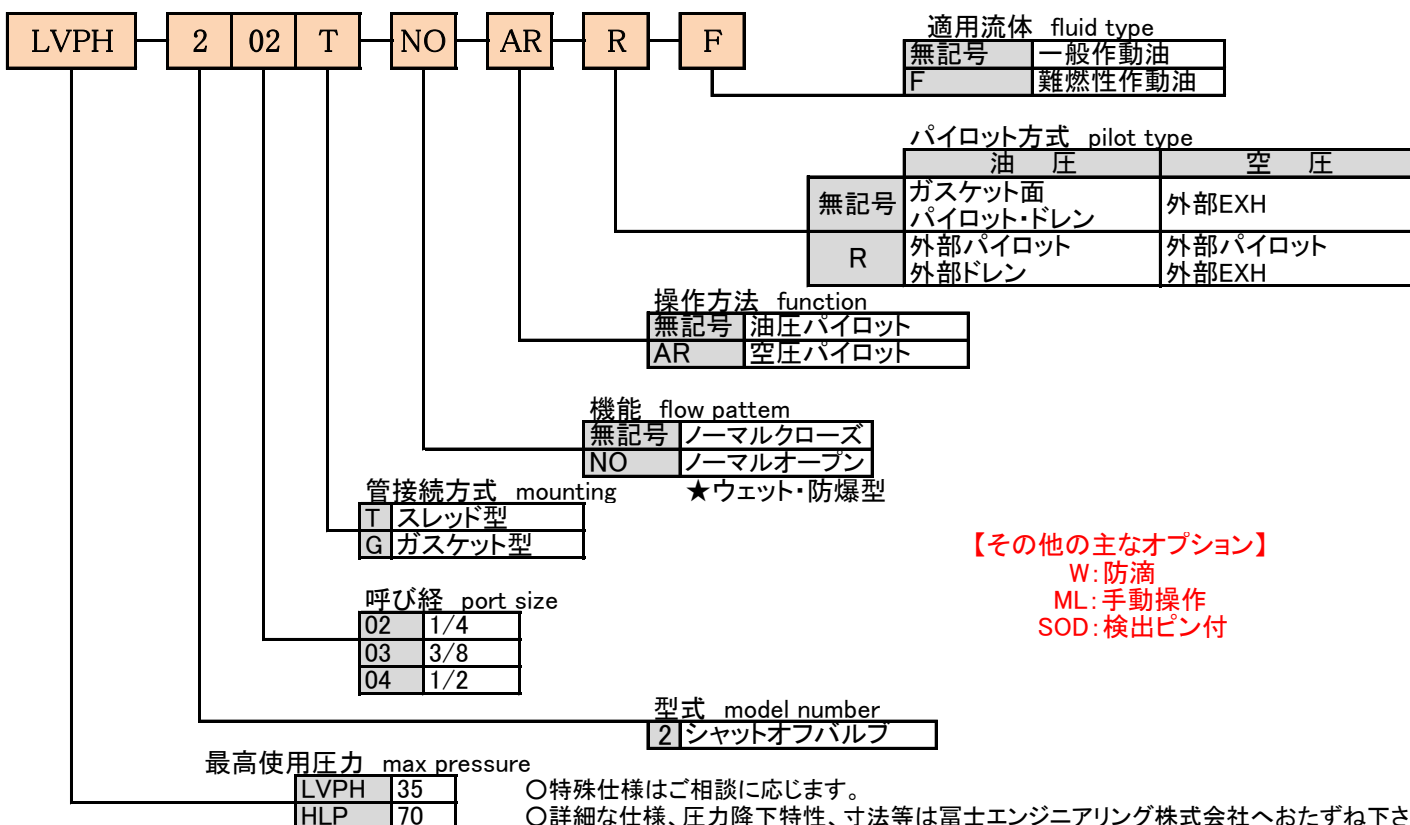 LVPH 2 02 T NO AR R F
適用流体 fluid type
無記号 一般作動油
F 難燃性作動油
パイロット方式 pilot type
油 圧 空 圧
無記号 ガスケット面 パイロット・ドレン 外部EXH
R 外部パイロット 外部ドレン 外部パイロット 外部EXH
操作方法 function
無記号 油圧パイロット
AR 空圧パイロット
機能 flow pattem
無記号 ノーマルクローズ
NO ノーマルオープン
★ウェット・防爆型
管接続方式 mounting
T スレッド型
G ガスケット型
【その他の主なオプション】
W:防滴
ML:手動操作
SOD:検出ピン付
呼び経 port size
02 1/4
03 3/8
04 1/2
型式 model number
2 シャットオフバルブ
最高使用圧力 max pressure
LVPH 35
HLP 70
〇特殊仕様はご相談に応じます。
〇詳細な仕様、圧力降下特性、寸法等は冨士エンジニアリング株式会社へおたずね下さ